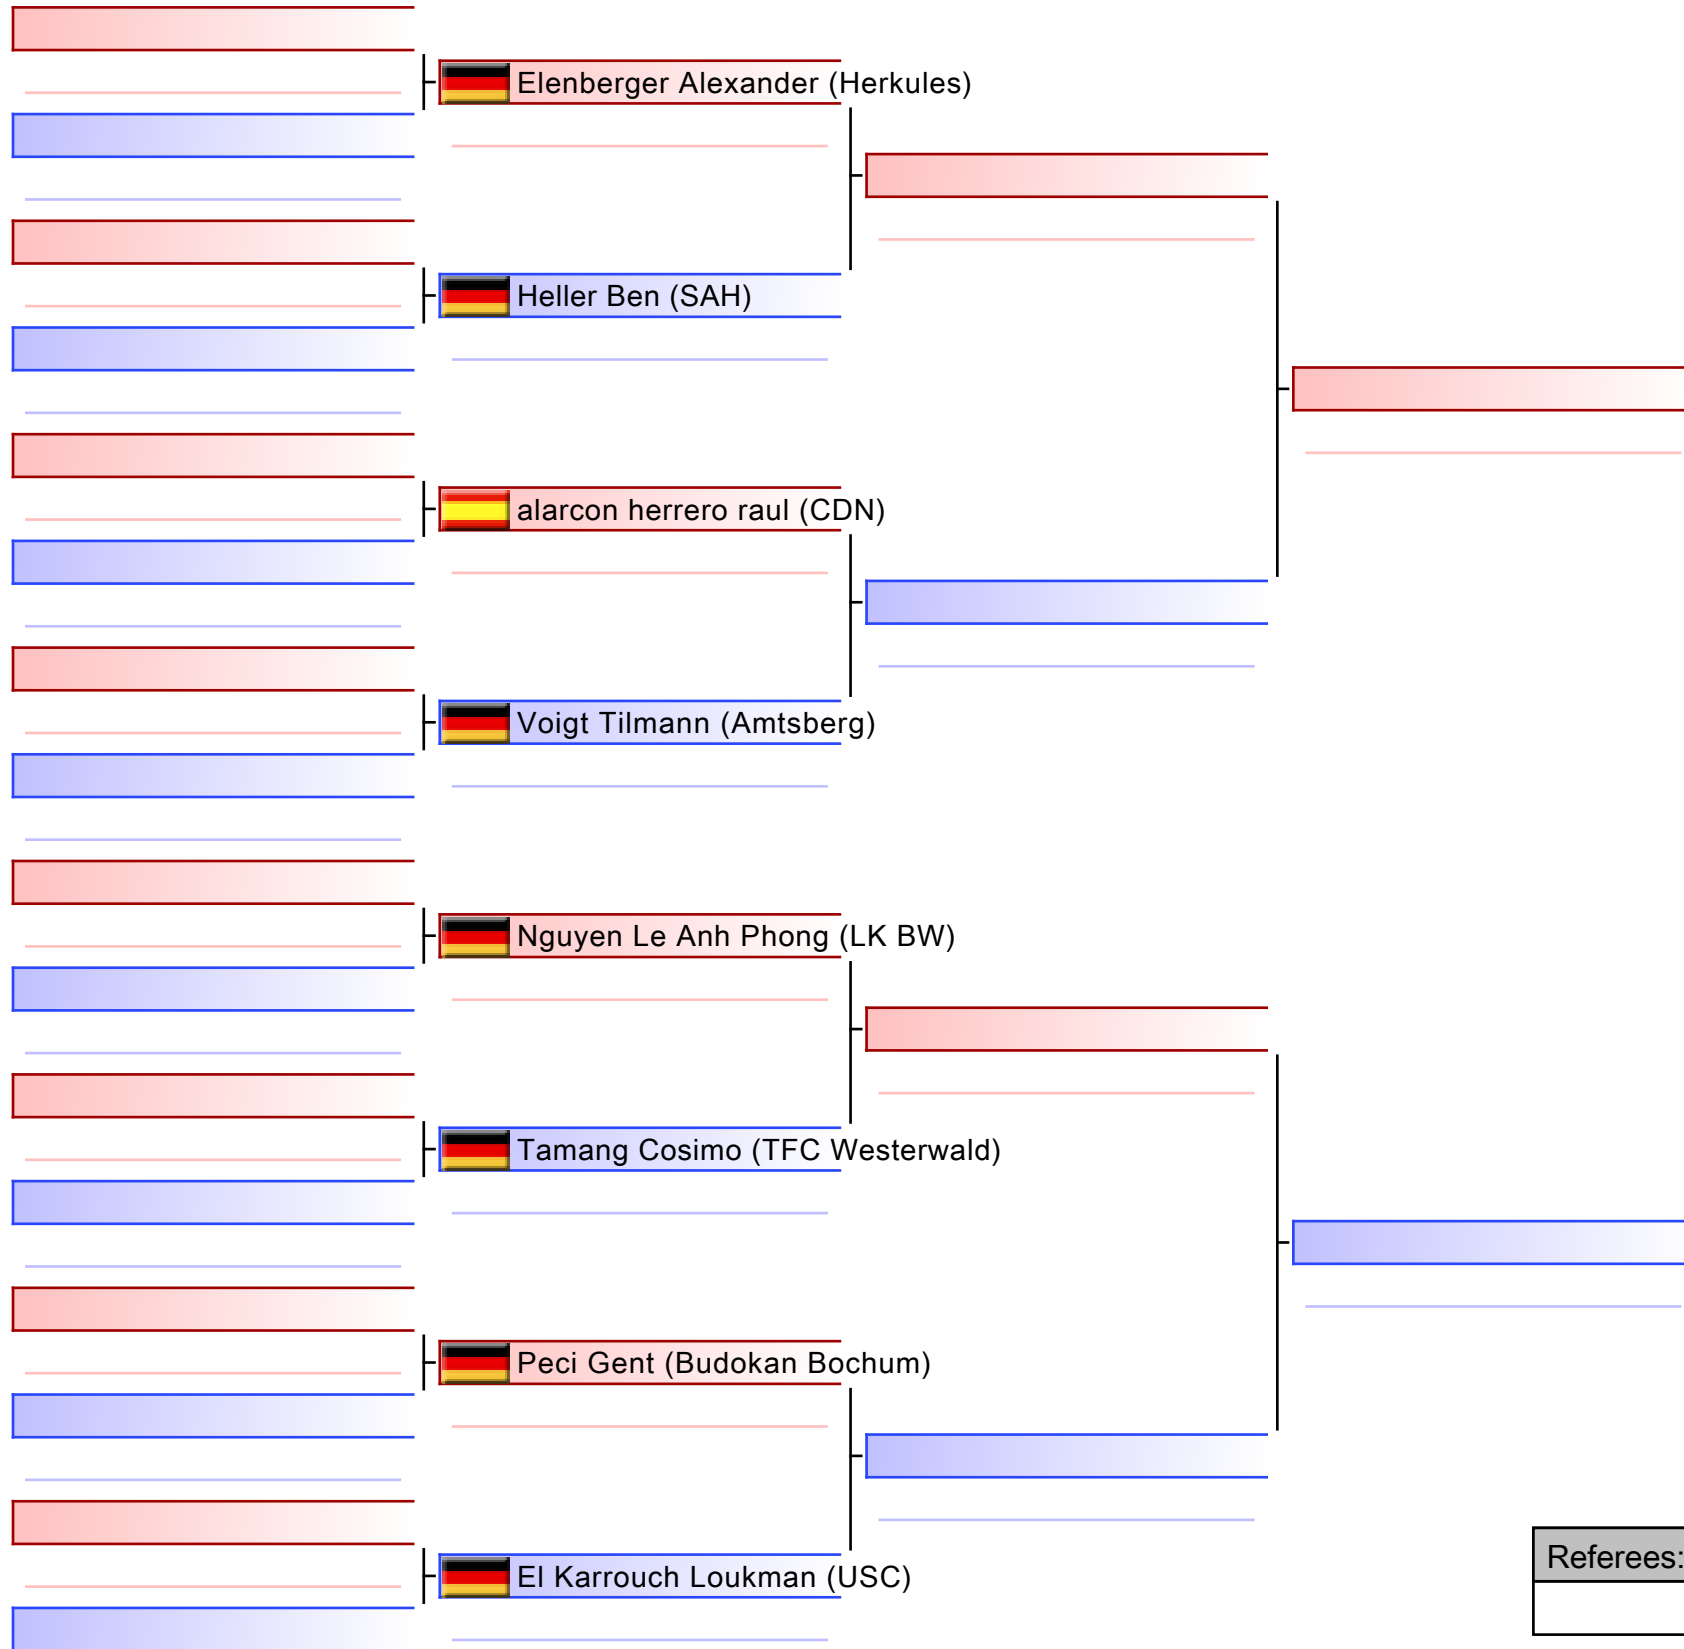 Elenberger Alexander (Herkules)
Heller Ben (SAH)
alarcon herrero raul (CDN)
Voigt Tilmann (Amtsberg)
Nguyen Le Anh Phong (LK BW)
Tamang Cosimo (TFC Westerwald)
Peci Gent (Budokan Bochum)
El Karrouch Loukman (USC)
Referees: